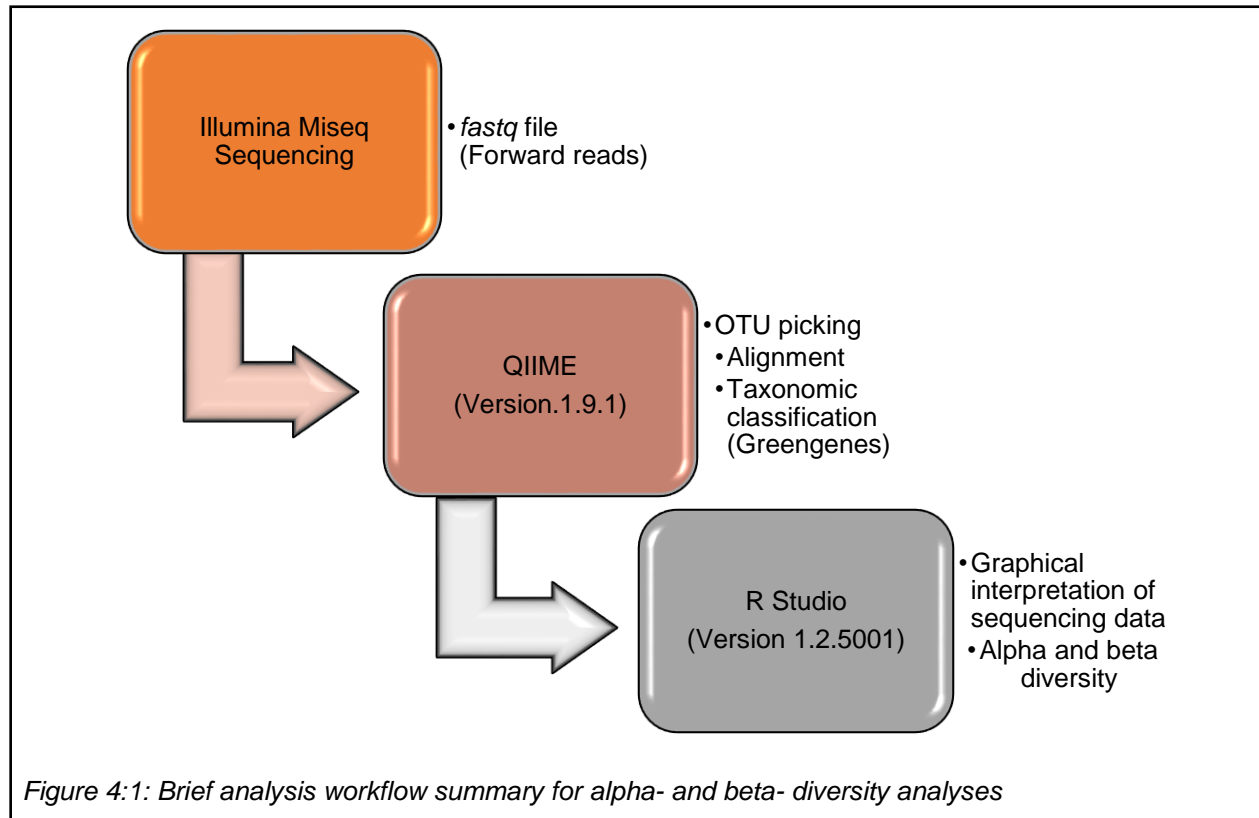 Illumina Miseq
Sequencing
•fastq file
(Forward reads)
QIIME
(Version.1.9.1)
•OTU picking
•Alignment
•Taxonomic
classification
(Greengenes)
R Studio
(Version 1.2.5001)
•Graphical
interpretation of
sequencing data
•Alpha and beta
diversity
Figure 4:1: Brief analysis workflow summary for alpha- and beta- diversity analyses